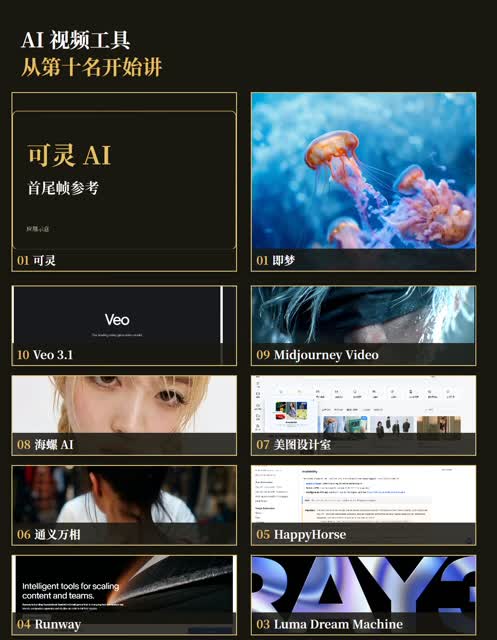 AI 视频工具
从第十名开始讲
可灵 AI
首尾帧参考
01 可灵
01 即梦
Veo
10 Veo 3.1
09 Midjourney Video
08 海螺 AI
07 美图设计室
06 通义万相
05 HappyHorse
Intelligent tools for scaling
content and teams.
04 Runway
RAY3
03 Luma Dream Machine